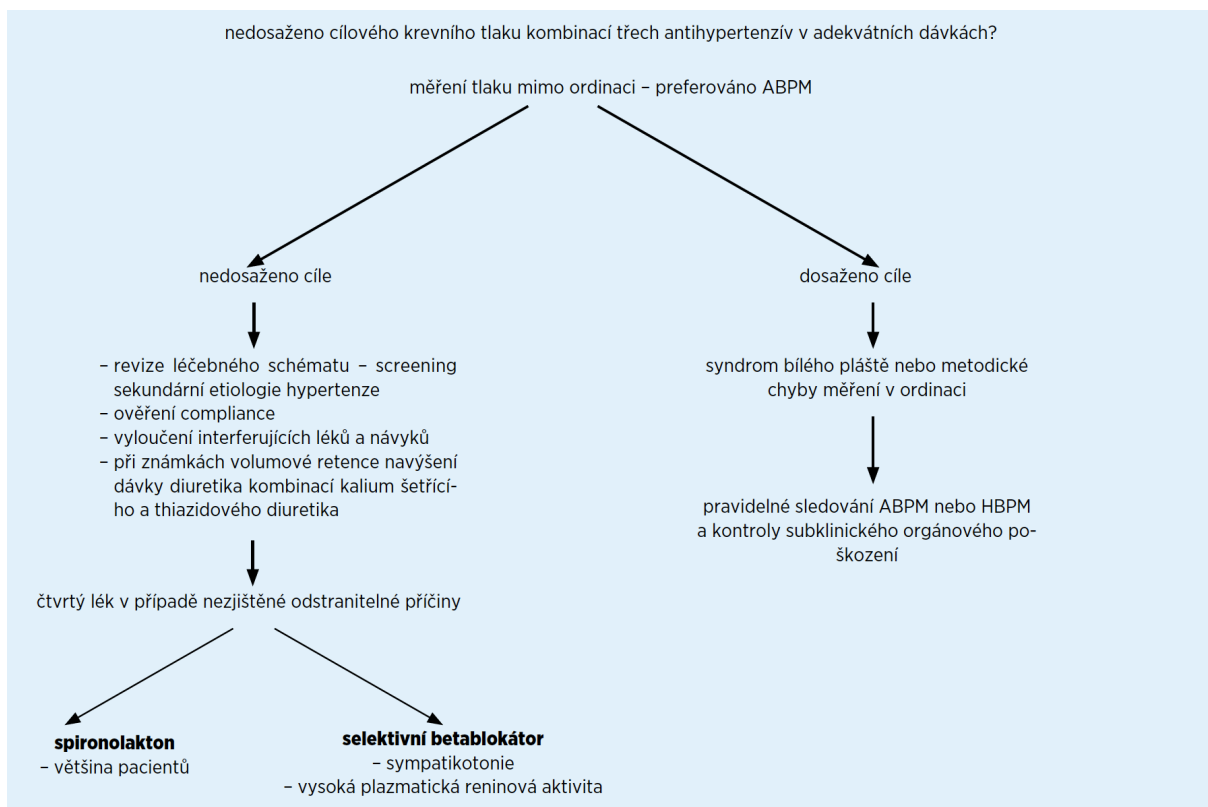 nedosaženo cílového krevního tlaku kombinací třech antihypertenzív v adekvátních dávkách?
měření tlaku mimo ordinaci – preferováno ABPM
nedosaženo cíle
dosaženo cíle
– revize léčebného schématu – screening
sekundární etiologie hypertenze
– ověření compliance
– vyloučení interferujících léků a návyků
– při známkách volumové retence navýšení
dávky diuretika kombinací kalium šetřící-
ho a thiazidového diuretika
syndrom bílého pláště nebo metodické
chyby měření v ordinaci
pravidelné sledování ABPM nebo HBPM
a kontroly subklinického orgánového po-
škození
čtvrtý lék v případě nezjištěné odstranitelné příčiny
spironolakton
– většina pacientů
selektivní betablokátor
– sympatikotonie
– vysoká plazmatická reninová aktivita